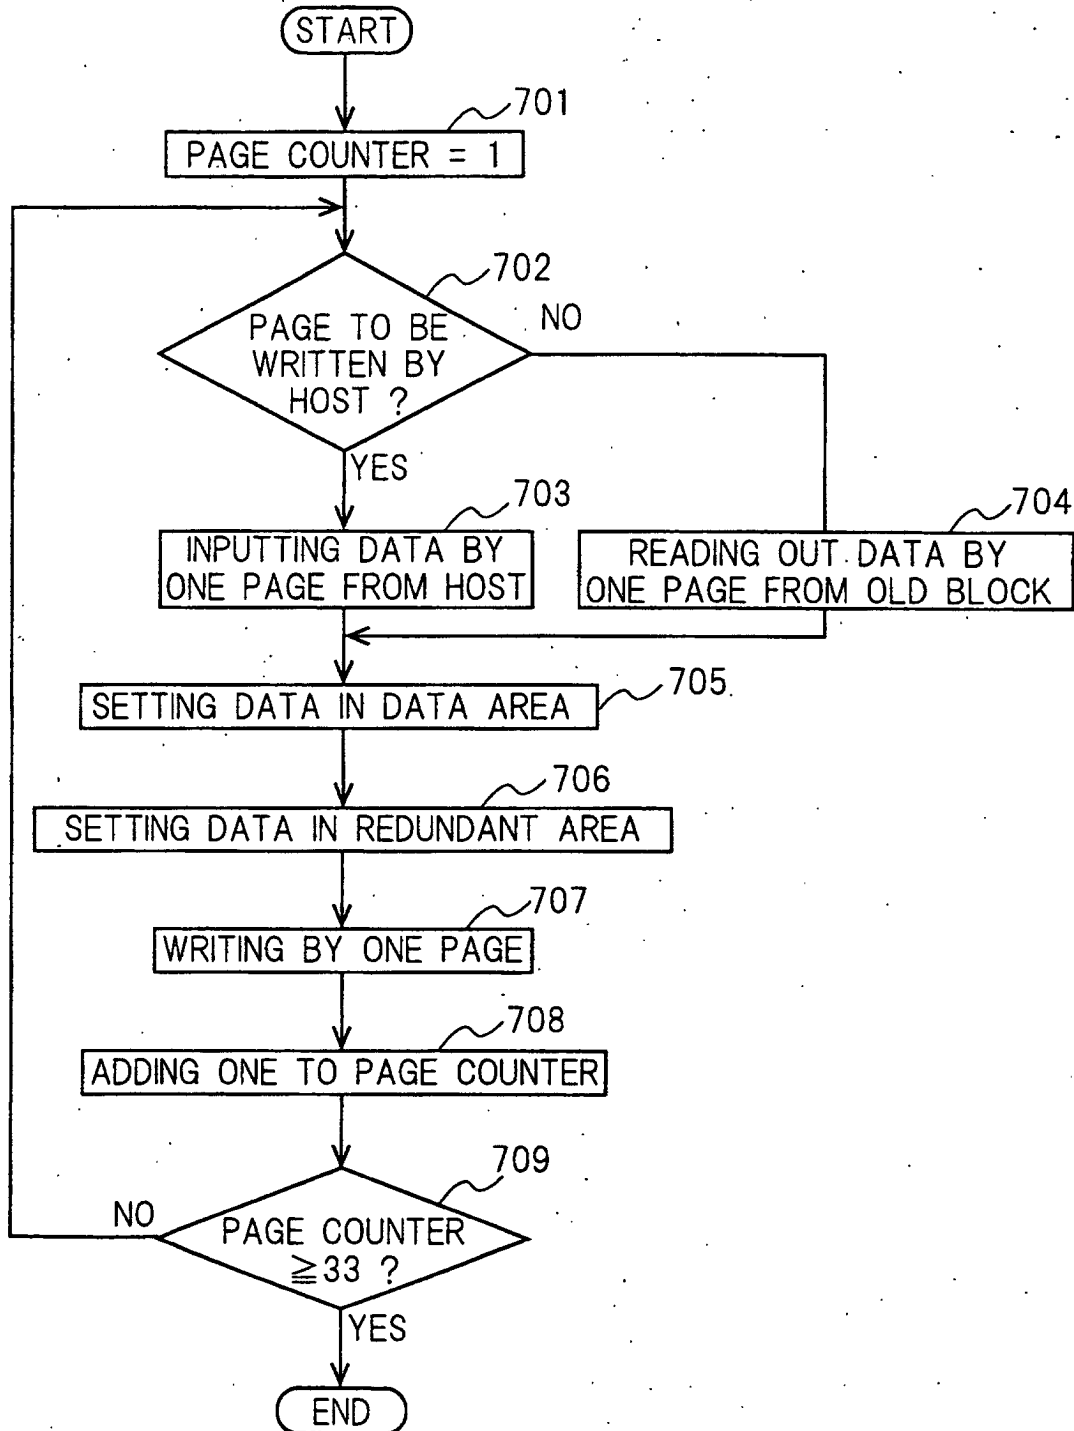 START
701
PAGE COUNTER = 1
702
PAGE TO BE
WRITTEN BY
HOST ?
NO
YES
703
INPUTTING DATA BY
ONE PAGE FROM HOST
704
READING OUT DATA BY
ONE PAGE FROM OLD BLOCK
705
SETTING DATA IN DATA AREA
706
SETTING DATA IN REDUNDANT AREA
707
WRITING BY ONE PAGE
708
ADDING ONE TO PAGE COUNTER
709
NO
PAGE COUNTER
≧33 ?
YES
END